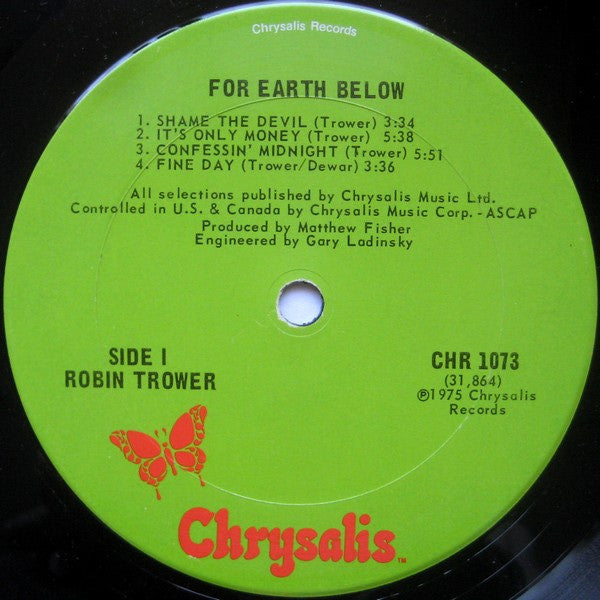 Chrysalis Records
FOR EARTH BELOW
1. SHAME THE DEVIL (Trower) 3:34
2. IT'S ONLY MONEY (Trower) 5:38
3. CONFESSIN' MIDNIGHT (Trower) 5:51
4. FINE DAY (Trower/Dewar) 3:36
All selections published by Chrysalis Music Ltd.
Controlled in U.S. & Canada by Chrysalis Music Corp. - ASCAP
Produced by Matthew Fisher
Engineered by Gary Ladinsky
SIDE I
ROBIN TROWER
CHR 1073
(31,864)
℗1975 Chrysalis
Records
Chrysalis™